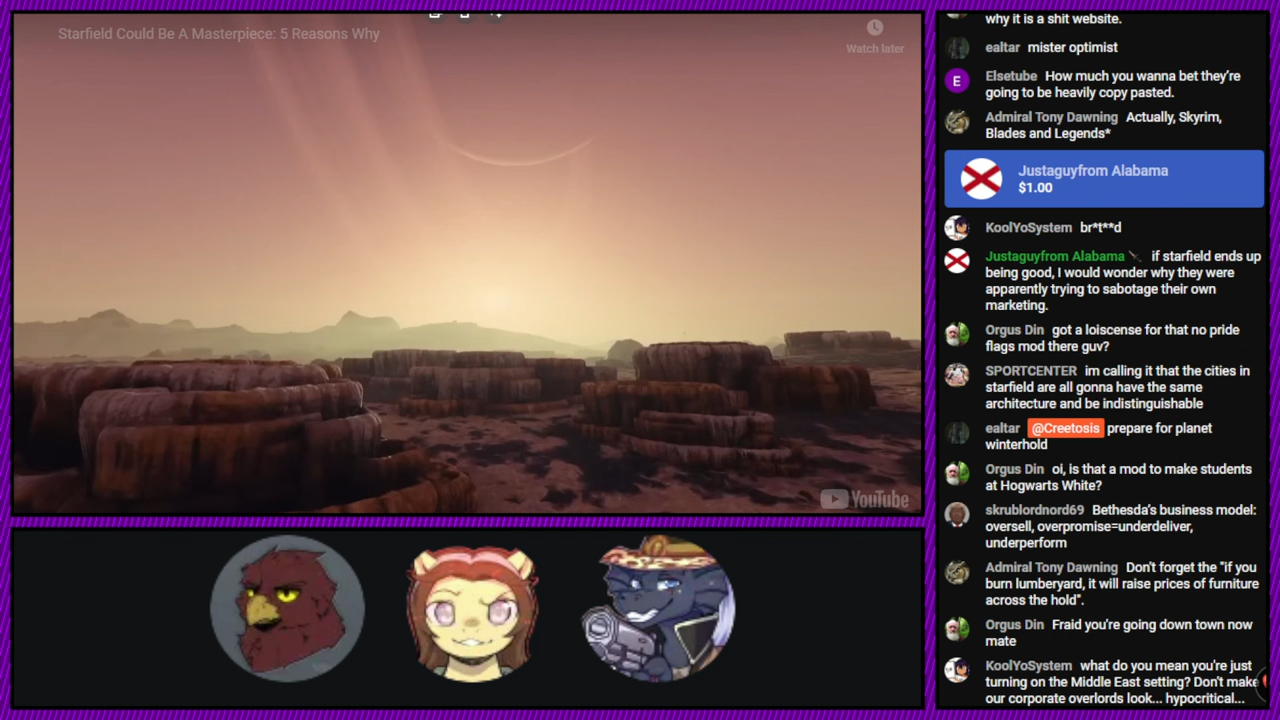 Starfield Could Be A Masterpiece: 5 Reasons Why
Watch later
YouTube
why it is a shit website.
ealtar mister optimist
E
Elsetube How much you wanna bet they're
going to be heavily copy pasted.
Admiral Tony Dawning Actually, Skyrim,
Blades and Legends*
Justaguyfrom Alabama
$1.00
KoolYoSystem br*t**d
Justaguyfrom Alabama if starfield ends up
being good, I would wonder why they were
apparently trying to sabotage their own
marketing.
Orgus Din got a loiscense for that no pride
flags mod there guv?
SPORTCENTER im calling it that the cities in
starfield are all gonna have the same
architecture and be indistinguishable
ealtar @Creetosis prepare for planet
winterhold
Orgus Din oi, is that a mod to make students
at Hogwarts White?
skrublordnord69 Bethesda's business model:
oversell, overpromise=underdeliver,
underperform
Admiral Tony Dawning Don't forget the "if you
burn lumberyard, it will raise prices of furniture
across the hold".
Orgus Din Fraid you're going down town now
mate
KoolYoSystem what do you mean you're just
turning on the Middle East setting? Don't make
our corporate overlords look... hypocritical...